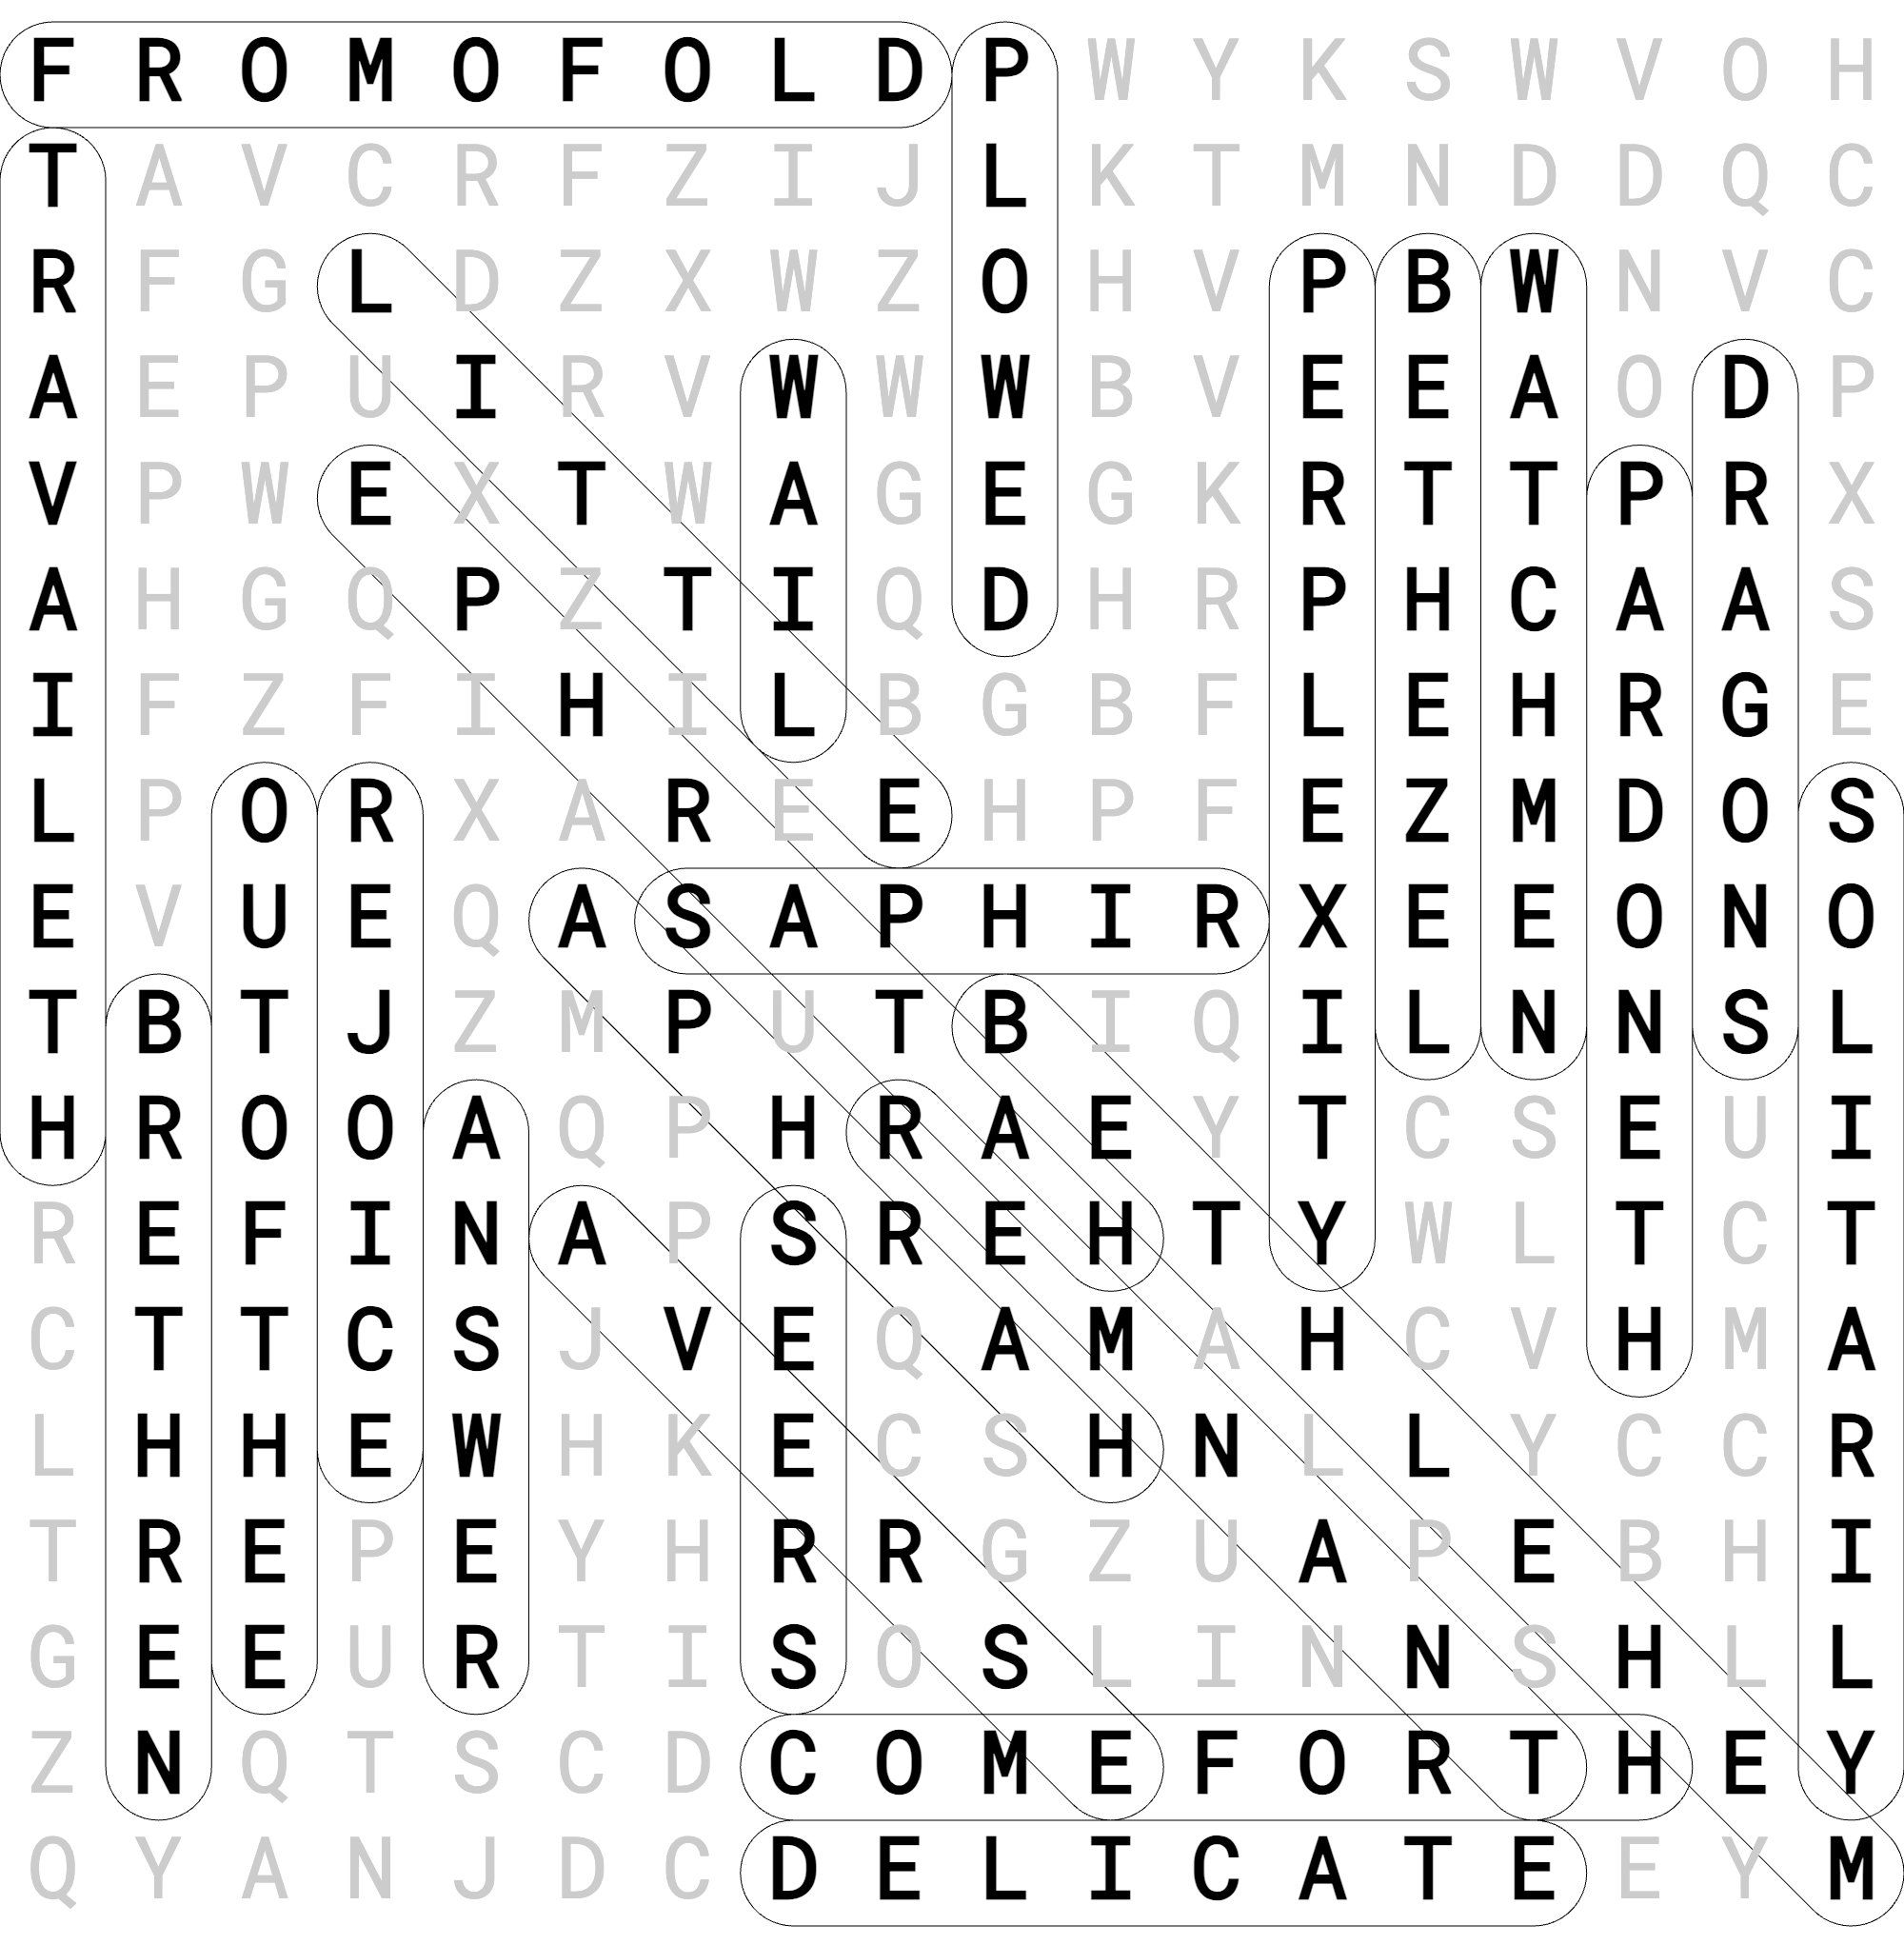 F R O M O F O L D P W Y K S W V O H
T A V C R F Z I J L K T M N D D Q C
R F G L D Z X W Z O H V P B W N V C
A E P U I R V W W W B V E E A O D P
V P W E X T W A G E G K R T T P R X
A H G Q P Z T I Q D H R P H C A A S
I F Z F I H I L B G B F L E H R G E
L P O R X A R E E H P F E Z M D O S
E V U E Q A S A P H I R X E E O N O
T B T J Z M P U T B I Q I L N N S L
H R O O A Q P H R A E Y T C S E U I
R E F I N A P S R E H T Y W L T C T
C T T C S J V E Q A M A H C V H M A
L H H E W H K E C S H N L L Y C C R
T R E P E Y H R R G Z U A P E B H I
G E E U R T I S O S L I N N S H L L
Z N Q T S C D C O M E F O R T H E Y
Q Y A N J D C D E L I C A T E E Y M